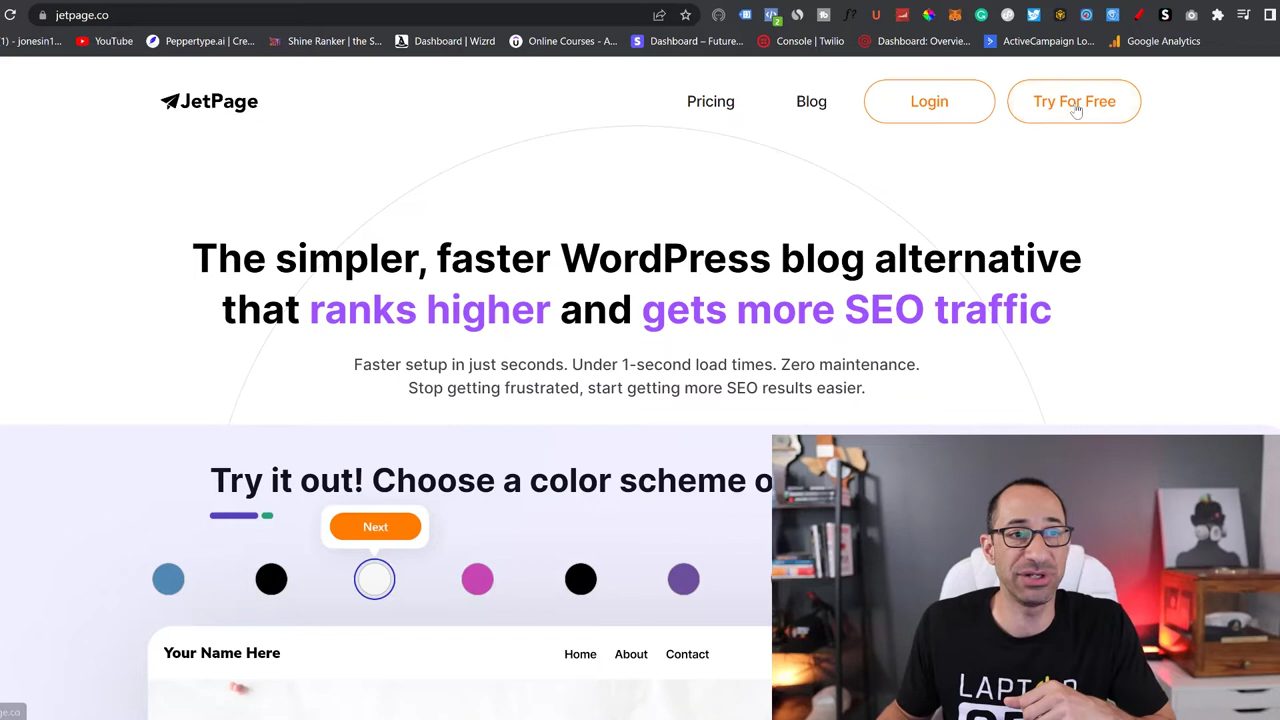 jetpage.co
1) - jonesin1...
YouTube
Peppertype.ai | Cre...
Shine Ranker | the S...
Dashboard | Wizrd
Online Courses - A...
Dashboard – Future...
Console | Twilio
Dashboard: Overvie...
ActiveCampaign Lo...
Google Analytics
JetPage
Pricing
Blog
Login
Try For Free
The simpler, faster WordPress blog alternative
that ranks higher and gets more SEO traffic
Faster setup in just seconds. Under 1-second load times. Zero maintenance.
Stop getting frustrated, start getting more SEO results easier.
Try it out! Choose a color scheme o
Next
Your Name Here
Home
About
Contact
ge.co